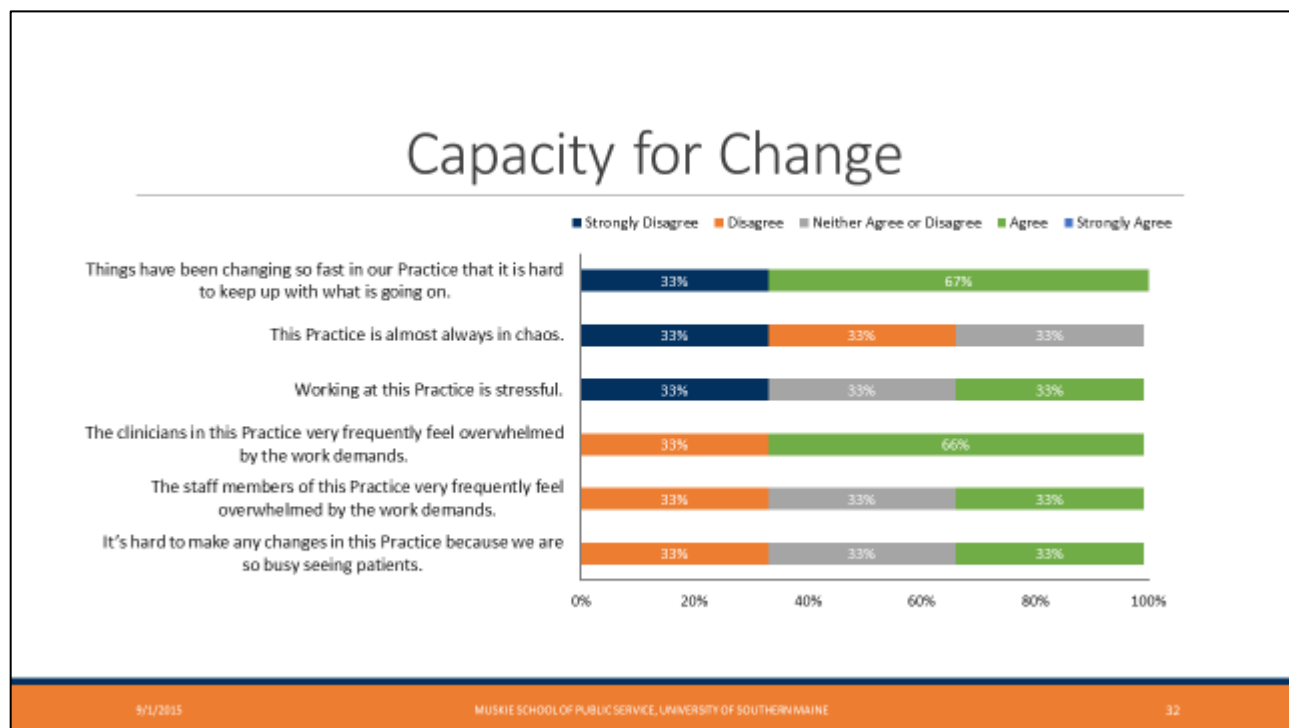 Capacity for Change
Strongly Disagree Disagree Neither Agree or Disagree Agree Strongly Agree
Things have been changing so fast in our Practice that it is hard
to keep up with what is going on.
33% 67%
This Practice is almost always in chaos.
33% 33% 33%
Working at this Practice is stressful.
33% 33% 33%
The clinicians in this Practice very frequently feel overwhelmed
by the work demands.
33% 66%
The staff members of this Practice very frequently feel
overwhelmed by the work demands.
33% 33% 33%
It's hard to make any changes in this Practice because we are
so busy seeing patients.
33% 33% 33%
0% 20% 40% 60% 80% 100%
9/1/2015 MUSKIE SCHOOL OF PUBLIC SERVICE, UNIVERSITY OF SOUTHERN MAINE 32